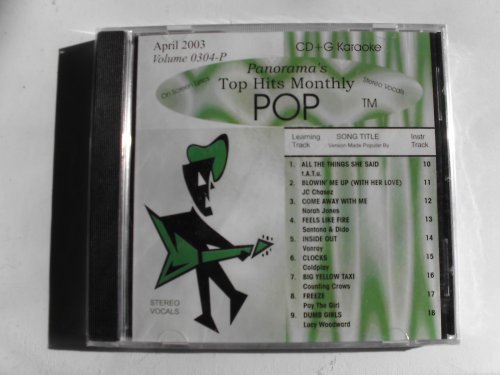 April 2003
Volume 0304-P
CD+G Karaoke
Panorama's
On Screen Lyrics
Top Hits Monthly
Stereo Vocals
POP TM
Learning Track
SONG TITLE
Version Made Popular By
Instr Track
1. ALL THE THINGS SHE SAID 10
t.A.T.u.
2. BLOWIN' ME UP (WITH HER LOVE) 11
JC Chasez
3. COME AWAY WITH ME 12
Norah Jones
4. FEELS LIKE FIRE 13
Santana & Dido
5. INSIDE OUT 14
Vonray
6. CLOCKS 15
Coldplay
7. BIG YELLOW TAXI 16
Counting Crows
8. FREEZE 17
Pay The Girl
9. DUMB GIRLS 18
Lucy Woodward
STEREO
VOCALS